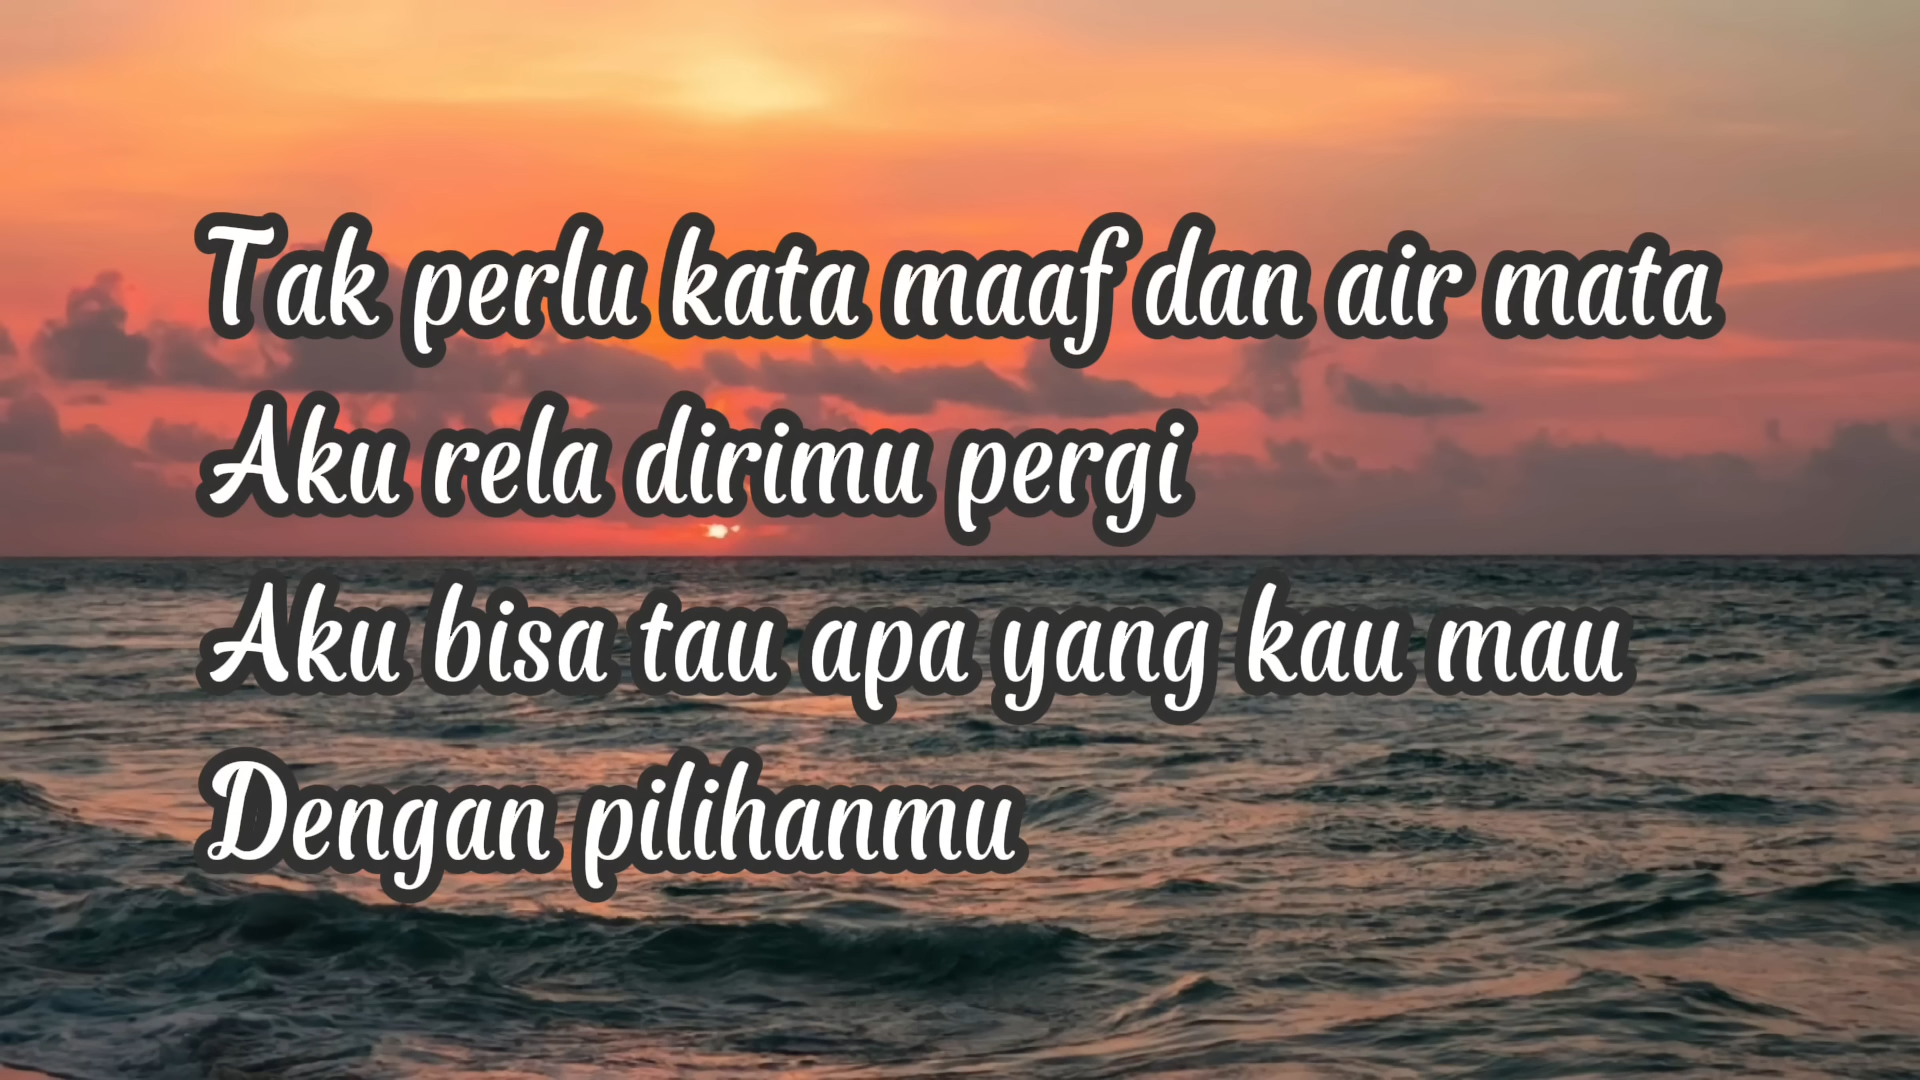 Tak perlu kata maaf dan air mata
Aku rela dirimu pergi
Aku bisa tau apa yang kau mau
Dengan pilihanmu